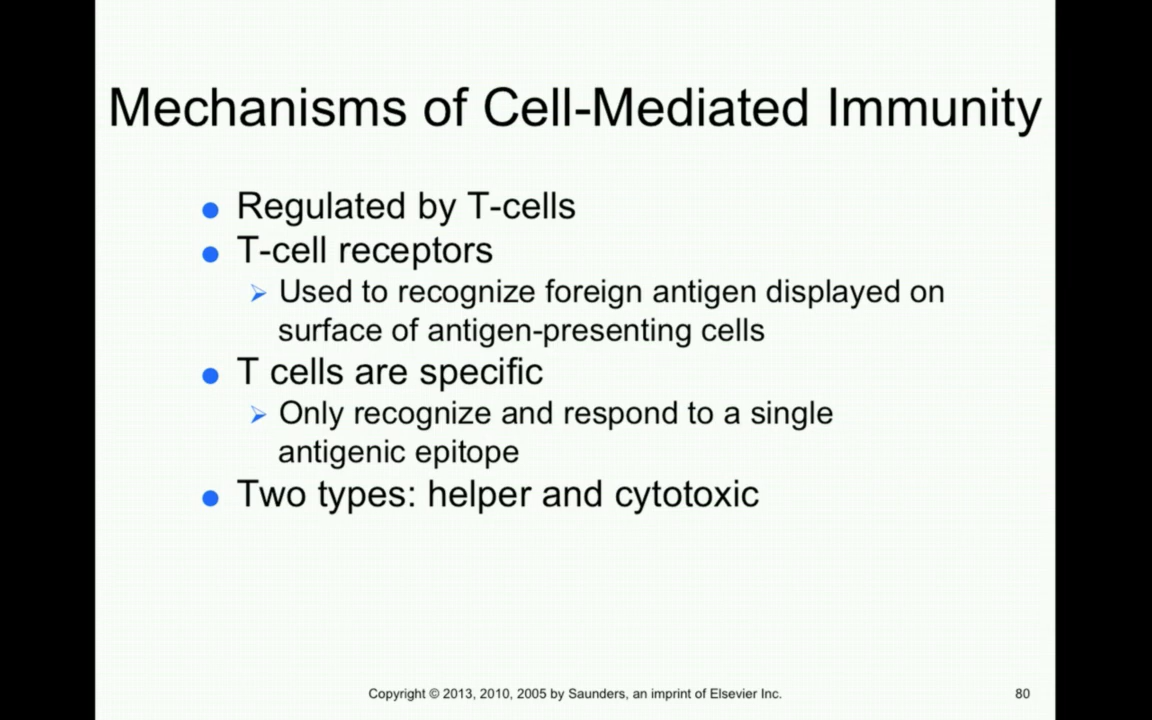 Mechanisms of Cell-Mediated Immunity
Regulated by T-cells
T-cell receptors
Used to recognize foreign antigen displayed on
surface of antigen-presenting cells
T cells are specific
Only recognize and respond to a single
antigenic epitope
Two types: helper and cytotoxic
Copyright © 2013, 2010, 2005 by Saunders, an imprint of Elsevier Inc.
80